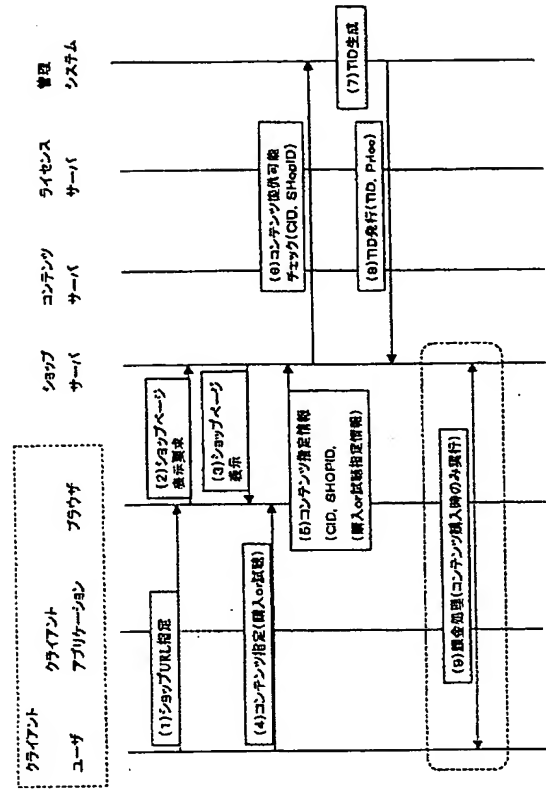 クライアント
ユーザ
クライアント
アプリケーション
ブラウザ
ショップ
サーバ
コンテンツ
サーバ
ライセンス
サーバ
管理
システム
(1)ショップURL指定
(2)ショップページ
表示要求
(3)ショップページ
表示
(4)コンテンツ指定(購入or試聴)
(5)コンテンツ指定情報
(CID, SHOPID,
(購入or試聴指定情報)
(6)コンテンツ提供可能
チェック(CID, SHopID)
(7)TID生成
(8)TID発行(TID, Price)
(9)課金処理(コンテンツ購入時のみ実行)